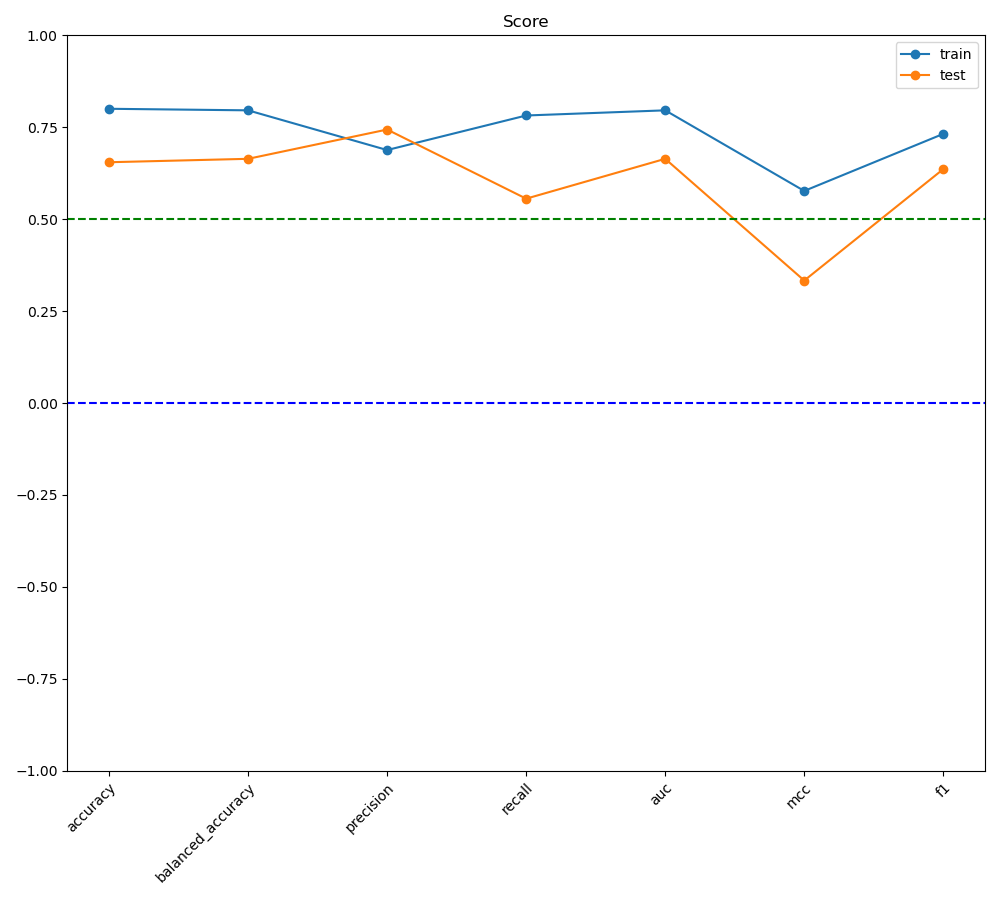 Score
train
test
1.00
0.75
0.50
0.25
0.00
−0.25
−0.50
−0.75
−1.00
accuracy
balanced_accuracy
precision
recall
auc
mcc
f1